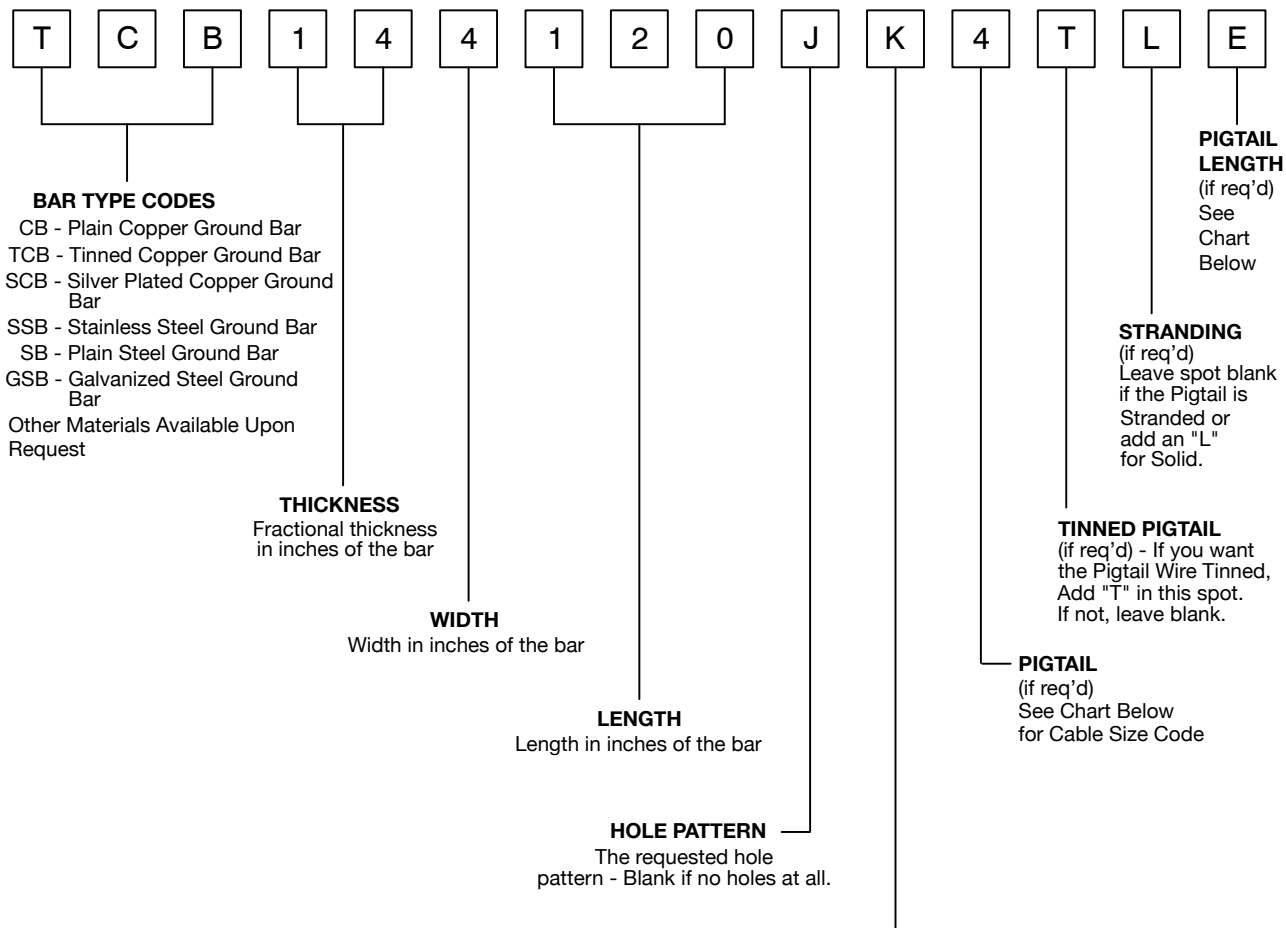 T C B 1 4 4 1 2 0 J K 4 T L E
BAR TYPE CODES
CB - Plain Copper Ground Bar
TCB - Tinned Copper Ground Bar
SCB - Silver Plated Copper Ground
Bar
SSB - Stainless Steel Ground Bar
SB - Plain Steel Ground Bar
GSB - Galvanized Steel Ground
Bar
Other Materials Available Upon
Request
THICKNESS
Fractional thickness
in inches of the bar
WIDTH
Width in inches of the bar
LENGTH
Length in inches of the bar
HOLE PATTERN
The requested hole
pattern - Blank if no holes at all.
PIGTAIL
(if req'd)
See Chart Below
for Cable Size Code
TINNED PIGTAIL
(if req'd) - If you want
the Pigtail Wire Tinned,
Add "T" in this spot.
If not, leave blank.
STRANDING
(if req'd)
Leave spot blank
if the Pigtail is
Stranded or
add an "L"
for Solid.
PIGTAIL
LENGTH
(if req'd)
See
Chart
Below